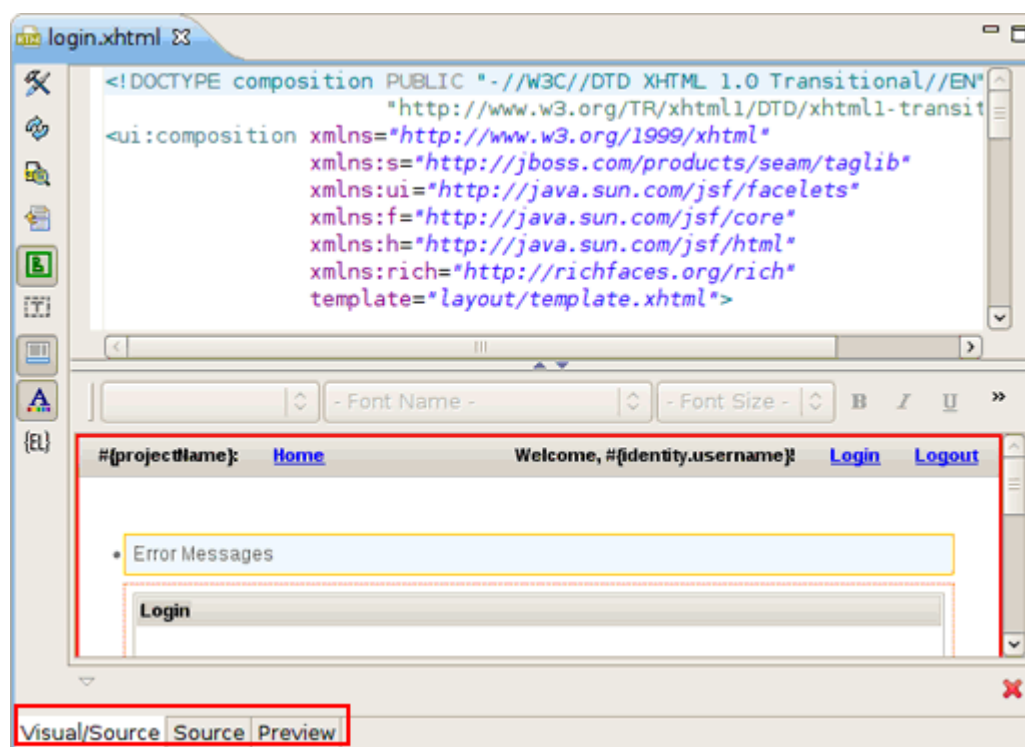 login.xhtml
<!DOCTYPE composition PUBLIC "-//W3C//DTD XHTML 1.0 Transitional//EN"
"http://www.w3.org/TR/xhtml1/DTD/xhtml1-transit
<ui:composition xmlns="http://www.w3.org/1999/xhtml"
xmlns:s="http://jboss.com/products/seam/taglib"
xmlns:ui="http://java.sun.com/jsf/facelets"
xmlns:f="http://java.sun.com/jsf/core"
xmlns:h="http://java.sun.com/jsf/html"
xmlns:rich="http://richfaces.org/rich"
template="layout/template.xhtml">
- Font Name - - Font Size - B I U »
{EL}
#{projectName}: Home Welcome, #{identity.username}! Login Logout
• Error Messages
Login
Visual/Source Source Preview